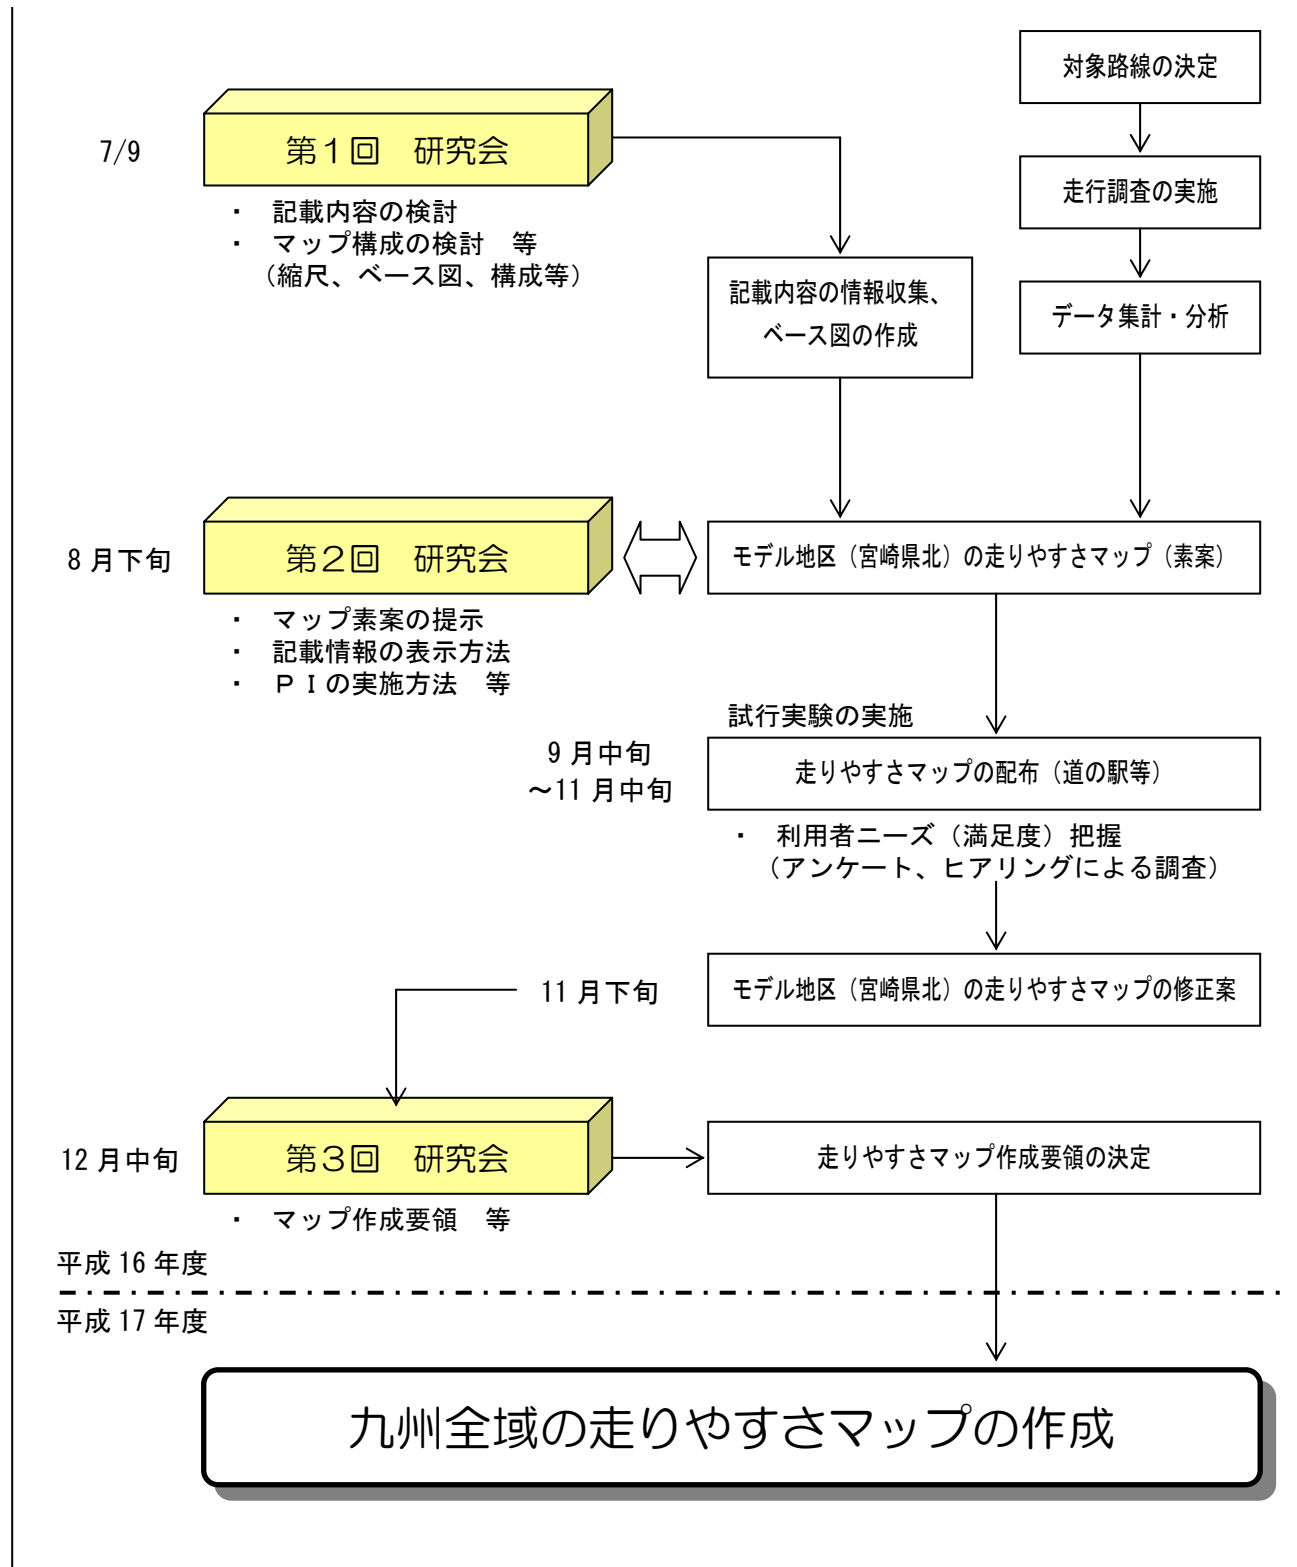 対象路線の決定
7/9
第１回　研究会
走行調査の実施
・　記載内容の検討
・　マップ構成の検討　等
（縮尺、ベース図、構成等）
記載内容の情報収集、
ベース図の作成
データ集計・分析
8月下旬
第２回　研究会
モデル地区（宮崎県北）の走りやすさマップ（素案）
・　マップ素案の提示
・　記載情報の表示方法
・　ＰＩの実施方法　等
試行実験の実施
9月中旬
～11月中旬
走りやすさマップの配布（道の駅等）
・　利用者ニーズ（満足度）把握
（アンケート、ヒアリングによる調査）
11月下旬
モデル地区（宮崎県北）の走りやすさマップの修正案
12月中旬
第３回　研究会
走りやすさマップ作成要領の決定
・　マップ作成要領　等
平成16年度
平成17年度
九州全域の走りやすさマップの作成